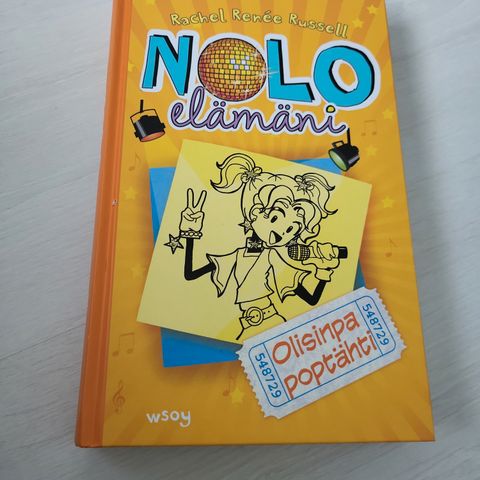 Rachel Renée Russell
NOLO
elämäni
548729
Olisinpa
poptähti
548729
wsoy